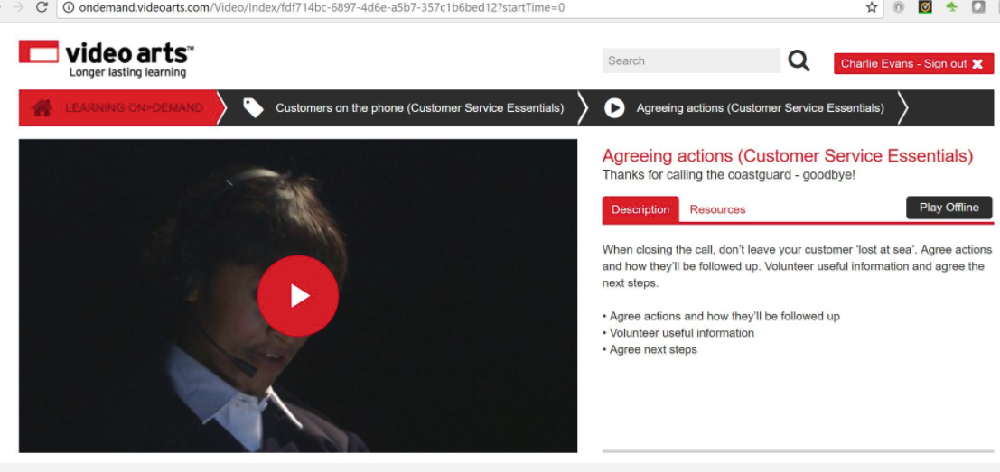 ondemand.videoarts.com/Video/Index/fdf714bc-6897-4d6e-a5b7-357c1b6bed12?startTime=0
video arts™
Longer lasting learning
Search
Charlie Evans - Sign out
LEARNING ON-DEMAND
Customers on the phone (Customer Service Essentials)
Agreeing actions (Customer Service Essentials)
Agreeing actions (Customer Service Essentials)
Thanks for calling the coastguard - goodbye!
Description
Resources
Play Offline
When closing the call, don't leave your customer 'lost at sea'. Agree actions
and how they'll be followed up. Volunteer useful information and agree the
next steps.
• Agree actions and how they'll be followed up
• Volunteer useful information
• Agree next steps